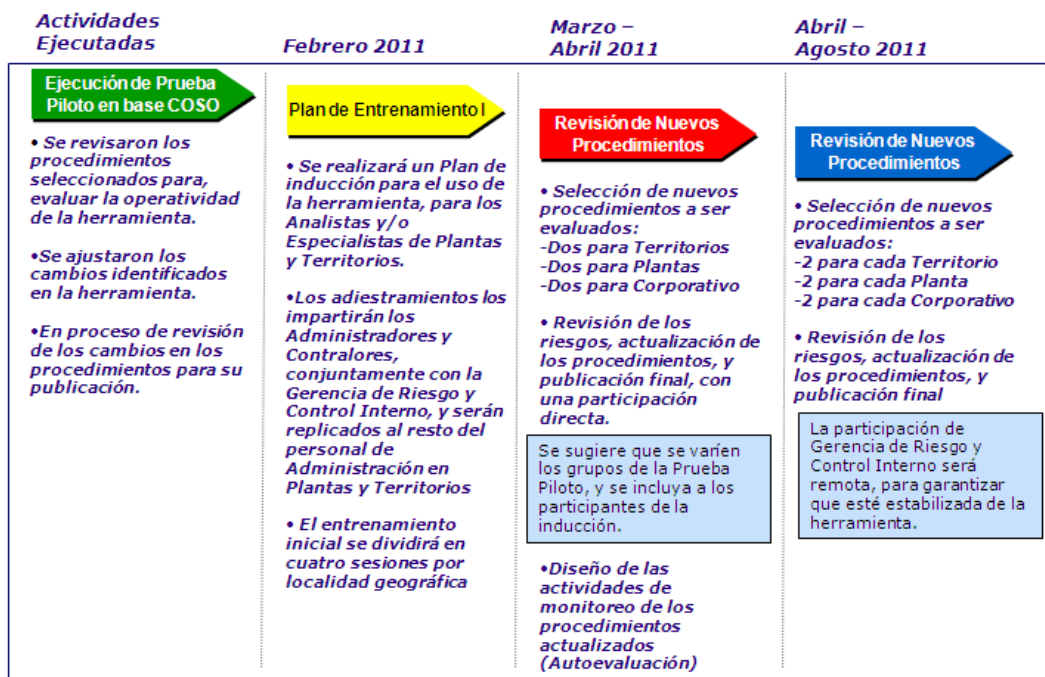 Actividades
Ejecutadas
Ejecución de Prueba
Piloto en base COSO
• Se revisaron los
procedimientos
seleccionados para,
evaluar la operatividad
de la herramienta.
•Se ajustaron los
cambios identificados
en la herramienta.
•En proceso de revisión
de los cambios en los
procedimientos para su
publicación.
Febrero 2011
Plan de Entrenamiento I
• Se realizará un Plan de
inducción para el uso de
la herramienta, para los
Analistas y/o
Especialistas de Plantas
y Territorios.
•Los adiestramientos los
impartirán los
Administradores y
Contralores,
conjuntamente con la
Gerencia de Riesgo y
Control Interno, y serán
replicados al resto del
personal de
Administración en
Plantas y Territorios
• El entrenamiento
inicial se dividirá en
cuatro sesiones por
localidad geográfica
Marzo –
Abril 2011
Revisión de Nuevos
Procedimientos
• Selección de nuevos
procedimientos a ser
evaluados:
-Dos para Territorios
-Dos para Plantas
-Dos para Corporativo
• Revisión de los
riesgos, actualización de
los procedimientos, y
publicación final, con
una participación
directa.
Se sugiere que se varíen
los grupos de la Prueba
Piloto, y se incluya a los
participantes de la
inducción.
•Diseño de las
actividades de
monitoreo de los
procedimientos
actualizados
(Autoevaluación)
Abril –
Agosto 2011
Revisión de Nuevos
Procedimientos
• Selección de nuevos
procedimientos a ser
evaluados:
-2 para cada Territorio
-2 para cada Planta
-2 para cada Corporativo
• Revisión de los
riesgos, actualización de
los procedimientos, y
publicación final
La participación de
Gerencia de Riesgo y
Control Interno será
remota, para garantizar
que esté estabilizada de la
herramienta.